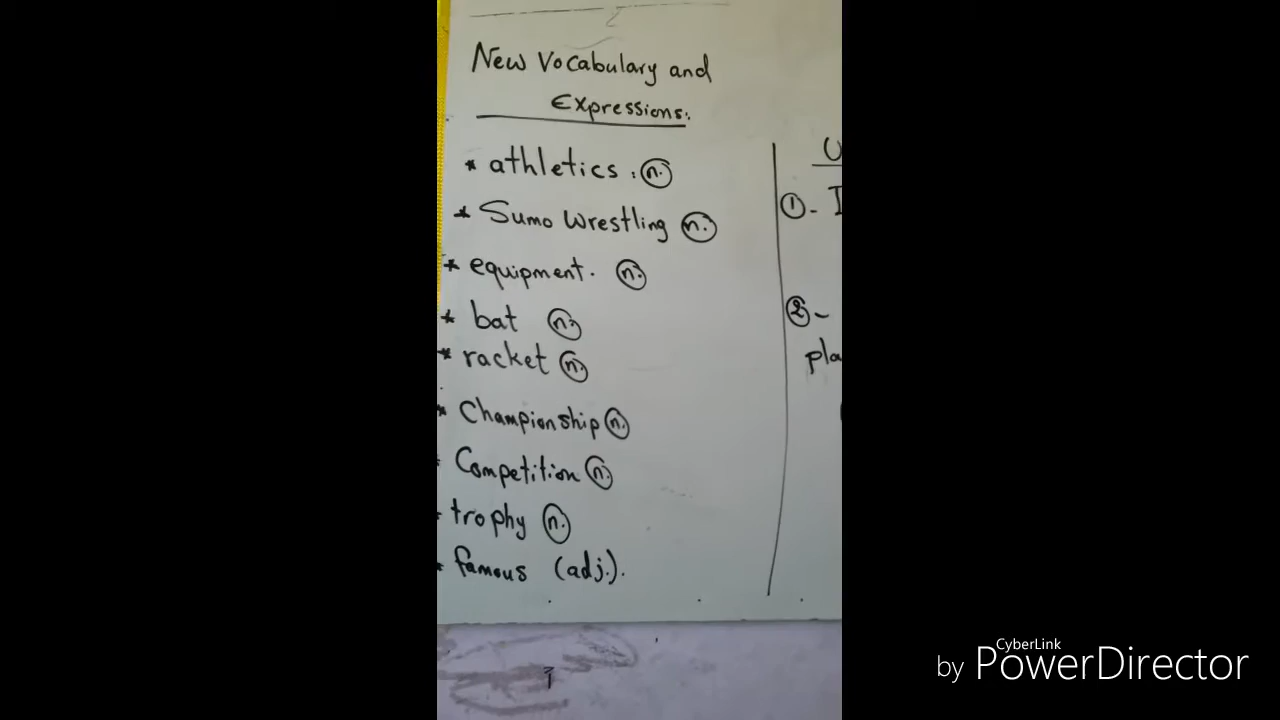 New Vocabulary and
Expressions:
* athletics : n.
* Sumo Wrestling n.
* equipment. n.
* bat n.
* racket n.
* Championship n.
* Competition n.
* trophy n.
* famous (adj.).
U
①- I
②-
pla
by CyberLink PowerDirector